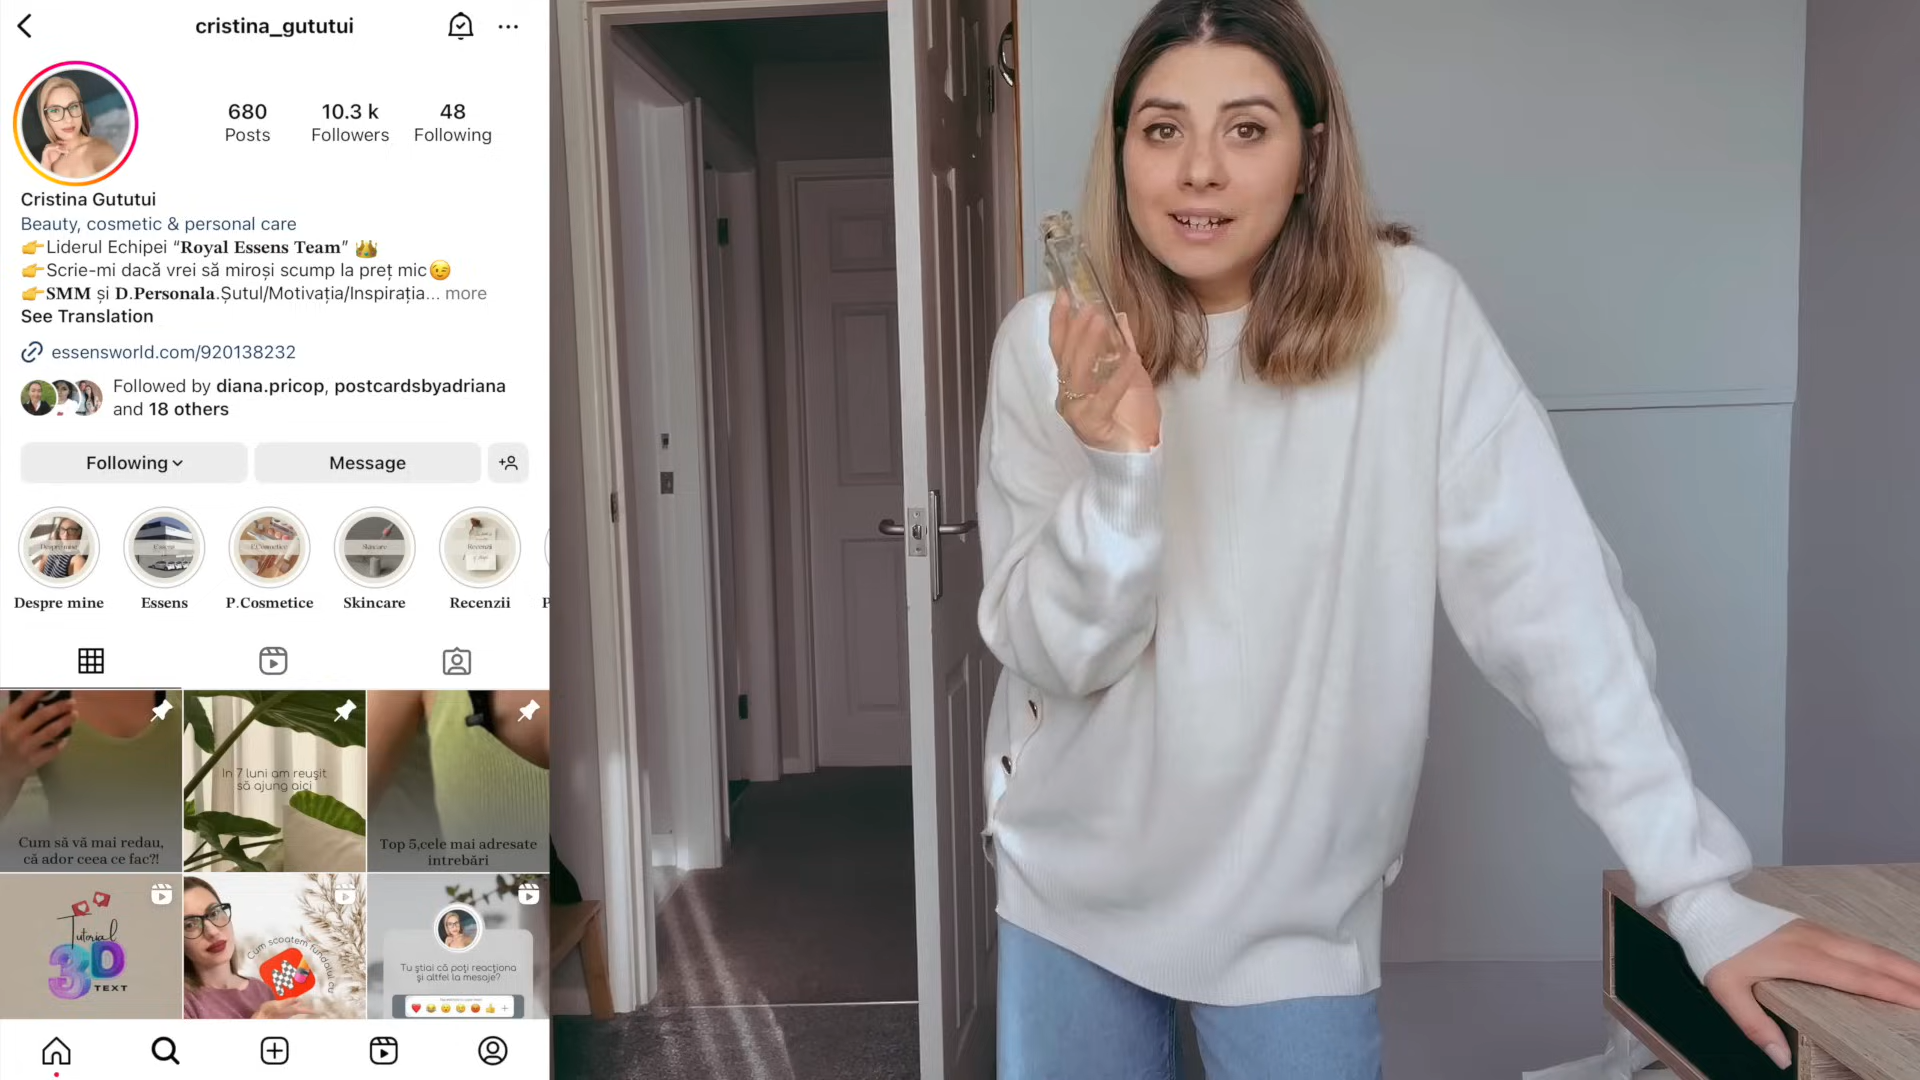 cristina_gututui
680
Posts
10.3 k
Followers
48
Following
Cristina Gututui
Beauty, cosmetic & personal care
👉Liderul Echipei “Royal Essens Team” 👑
👉Scrie-mi dacă vrei să miroși scump la preț mic😉
👉SMM și D.Personala.Șutul/Motivația/Inspirația... more
See Translation
essensworld.com/920138232
Followed by diana.pricop, postcardsbyadriana
and 18 others
Following
Message
Despre mine
Essens
P.Cosmetice
Skincare
Recenzii
P
Cum să vă mai redau,
că ador ceea ce fac?!
In 7 luni am reușit
să ajung aici
Top 5,cele mai adresate
intrebări
Tutorial
3D
TEXT
Cum scoatem fundalul cu
Tu știai că poți reacționa
și altfel la mesaje?